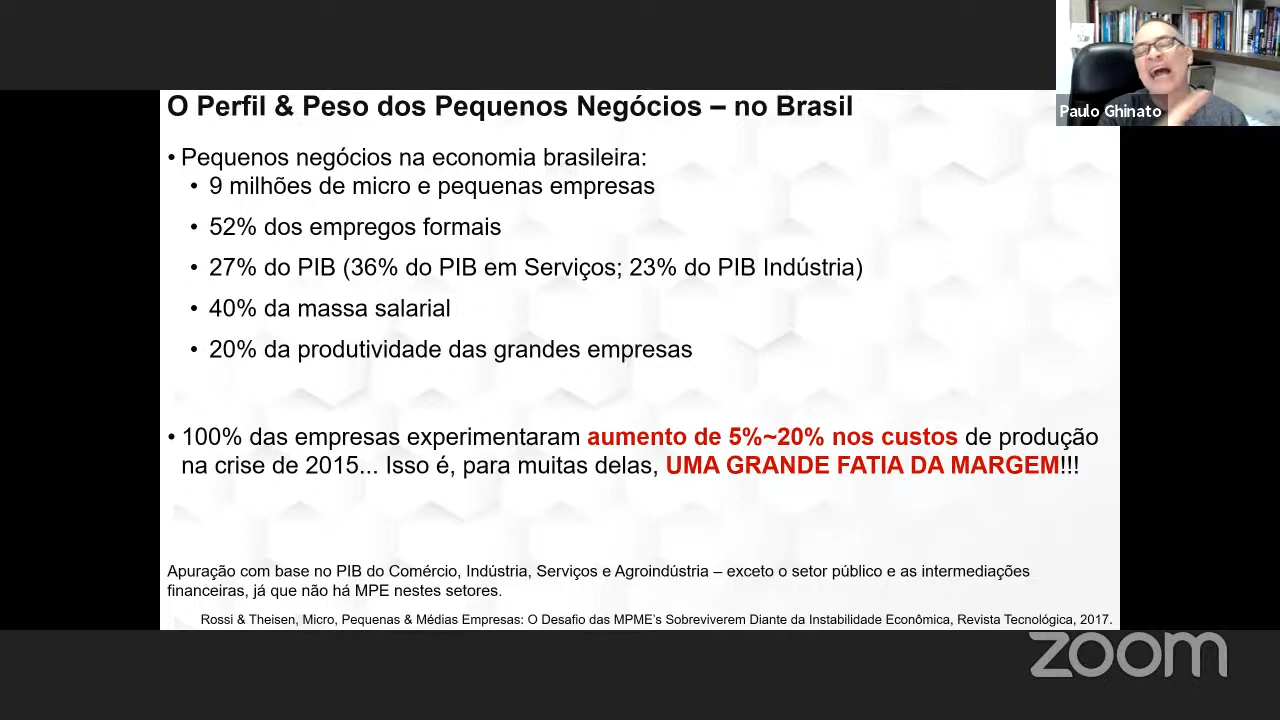 O Perfil & Peso dos Pequenos Negócios – no Brasil
Paulo Ghinato
• Pequenos negócios na economia brasileira:
• 9 milhões de micro e pequenas empresas
• 52% dos empregos formais
• 27% do PIB (36% do PIB em Serviços; 23% do PIB Indústria)
• 40% da massa salarial
• 20% da produtividade das grandes empresas
• 100% das empresas experimentaram aumento de 5%~20% nos custos de produção
na crise de 2015... Isso é, para muitas delas, UMA GRANDE FATIA DA MARGEM!!!
Apuração com base no PIB do Comércio, Indústria, Serviços e Agroindústria – exceto o setor público e as intermediações
financeiras, já que não há MPE nestes setores.
Rossi & Theisen, Micro, Pequenas & Médias Empresas: O Desafio das MPME's Sobreviverem Diante da Instabilidade Econômica, Revista Tecnológica, 2017.
zoom